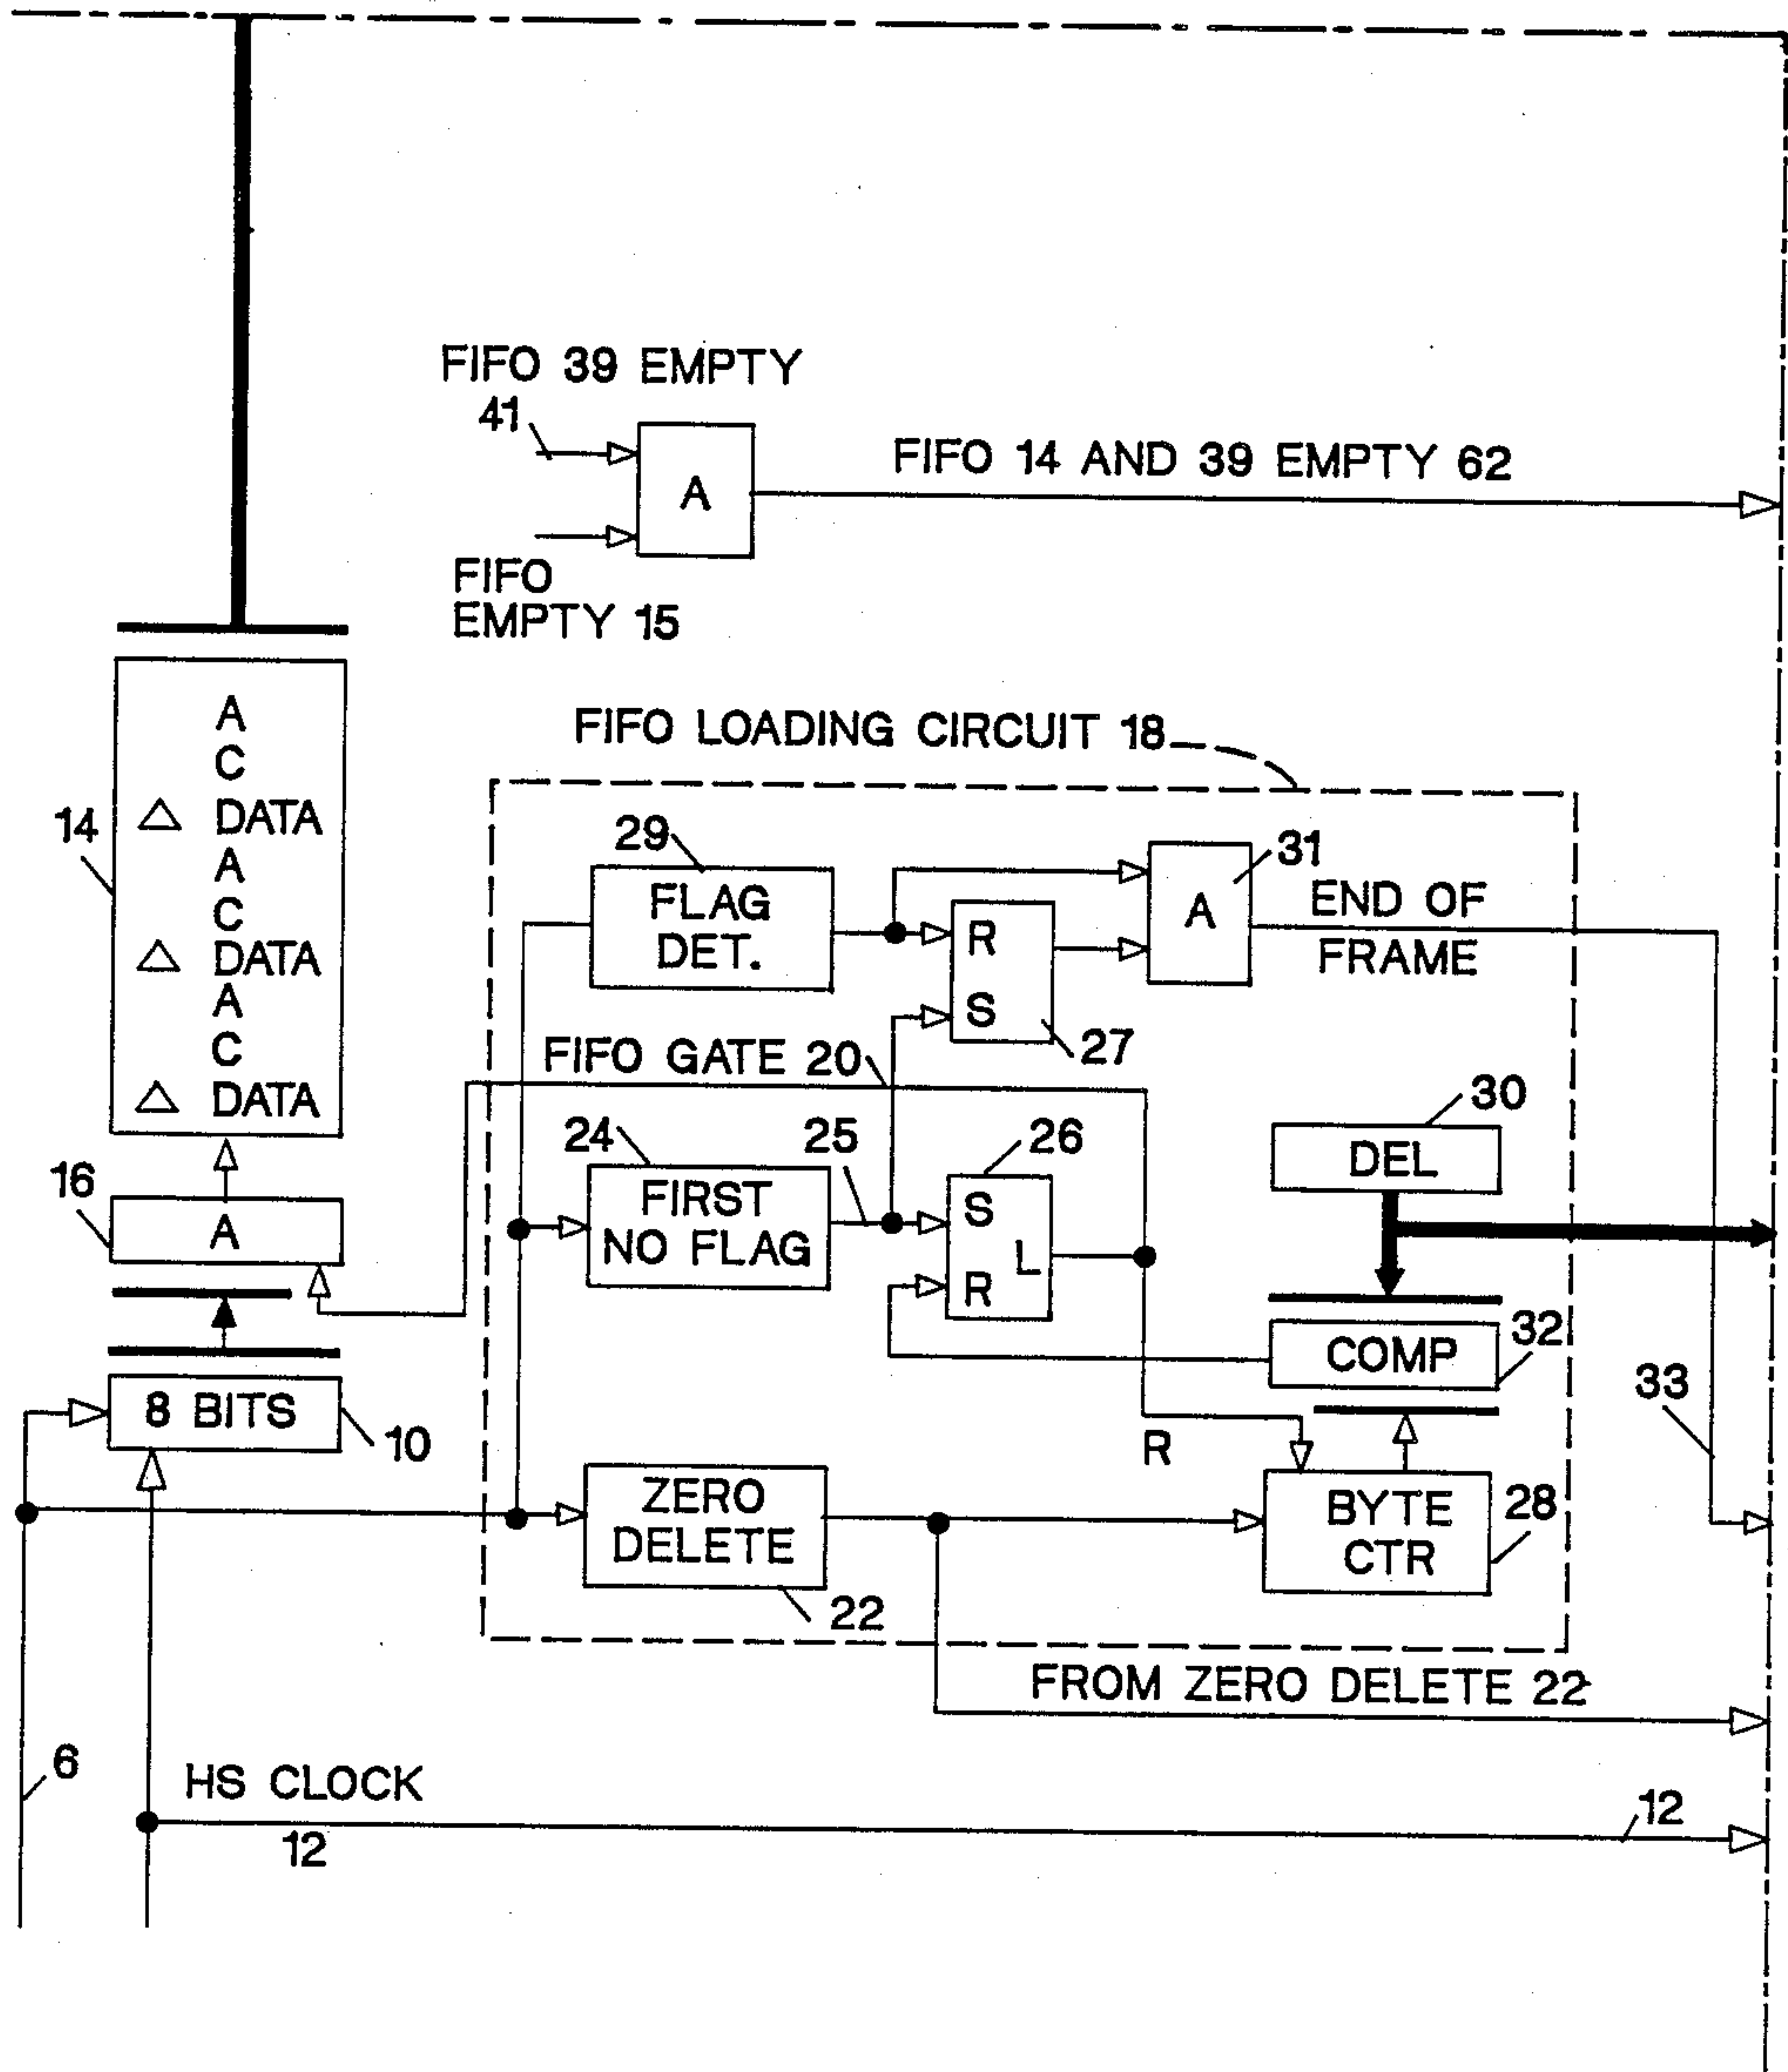 FIFO 39 EMPTY
41
A
FIFO 14 AND 39 EMPTY 62
FIFO
EMPTY 15
FIFO LOADING CIRCUIT 18
14
A
C
△ DATA
A
C
△ DATA
A
C
△ DATA
29
FLAG
DET.
R
S
27
A
31
END OF
FRAME
FIFO GATE 20
16
A
24
FIRST
NO FLAG
25
26
S
L
R
30
DEL
32
COMP
33
8 BITS
10
R
ZERO
DELETE
22
BYTE
CTR
28
FROM ZERO DELETE 22
6
HS CLOCK
12
12